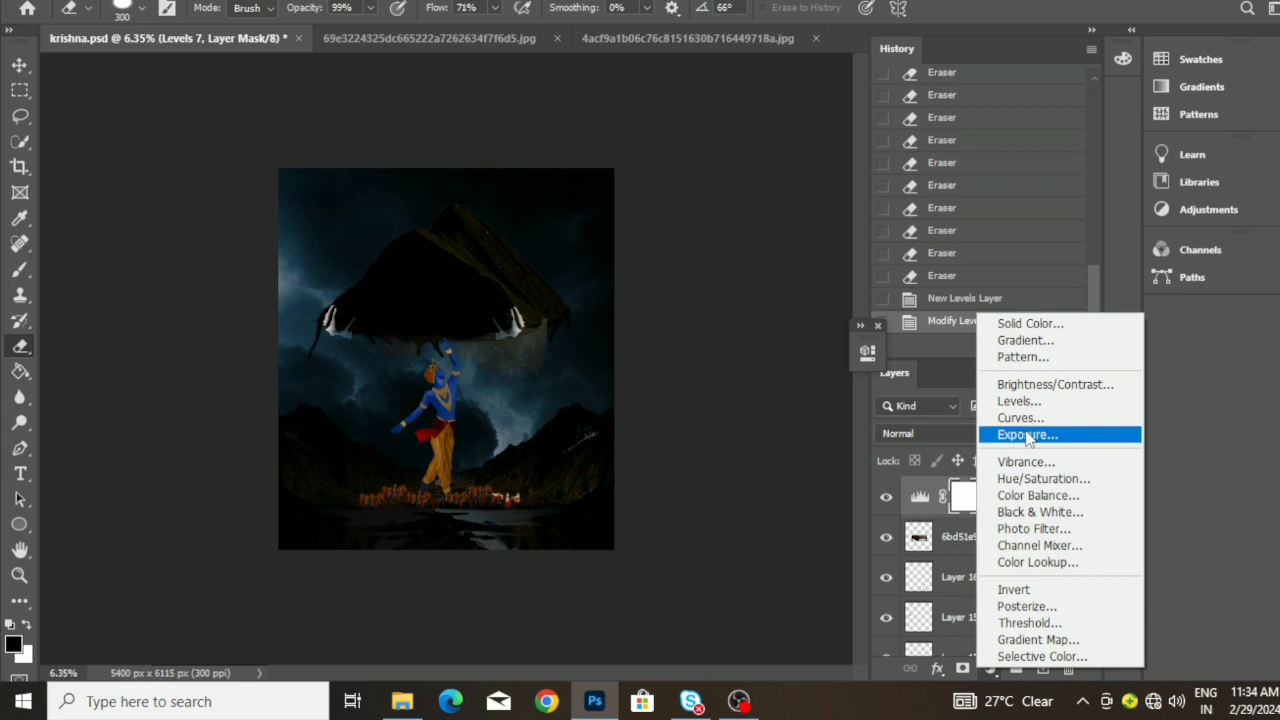 Mode: Brush Opacity: 99% Flow: 71% Smoothing: 0% 66° Erase to History
300
krishna.psd @ 6.35% (Levels 7, Layer Mask/8) * ×
69e3224325dc665222a7262634f7f6d5.jpg ×
4acf9a1b06c76c8151630b716449718a.jpg ×
History
Eraser
Eraser
Eraser
Eraser
Eraser
Eraser
Eraser
Eraser
Eraser
Eraser
New Levels Layer
Modify Leve
Swatches
Gradients
Patterns
Learn
Libraries
Adjustments
Channels
Paths
Layers
Kind
Normal
Lock:
6bd51e9
Layer 16
Layer 15
Solid Color...
Gradient...
Pattern...
Brightness/Contrast...
Levels...
Curves...
Exposure...
Vibrance...
Hue/Saturation...
Color Balance...
Black & White...
Photo Filter...
Channel Mixer...
Color Lookup...
Invert
Posterize...
Threshold...
Gradient Map...
Selective Color...
6.35% 5400 px x 6115 px (300 ppi)
Type here to search
Ps
27°C Clear
ENG
IN
11:34 AM
2/29/2024